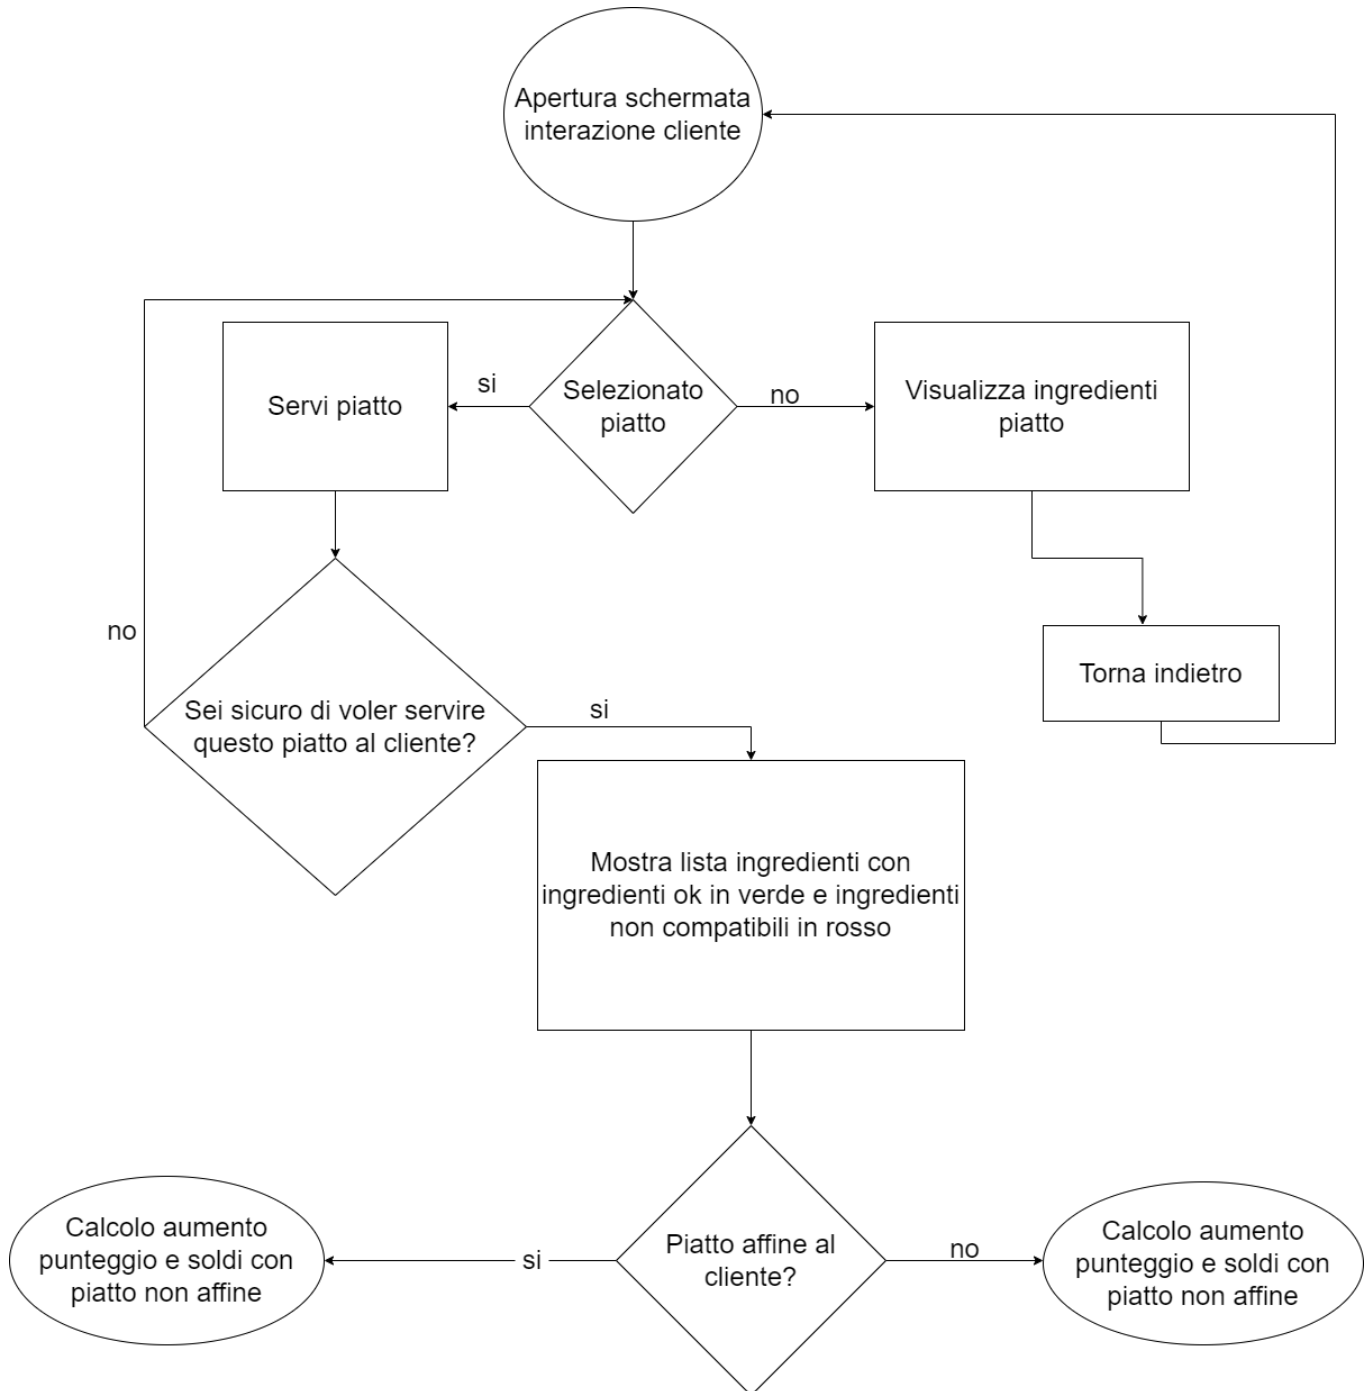 Apertura schermata
interazione cliente
Servi piatto
si
Selezionato
piatto
no
Visualizza ingredienti
piatto
no
Torna indietro
Sei sicuro di voler servire
questo piatto al cliente?
si
Mostra lista ingredienti con
ingredienti ok in verde e ingredienti
non compatibili in rosso
Calcolo aumento
punteggio e soldi con
piatto non affine
si
Piatto affine al
cliente?
no
Calcolo aumento
punteggio e soldi con
piatto non affine